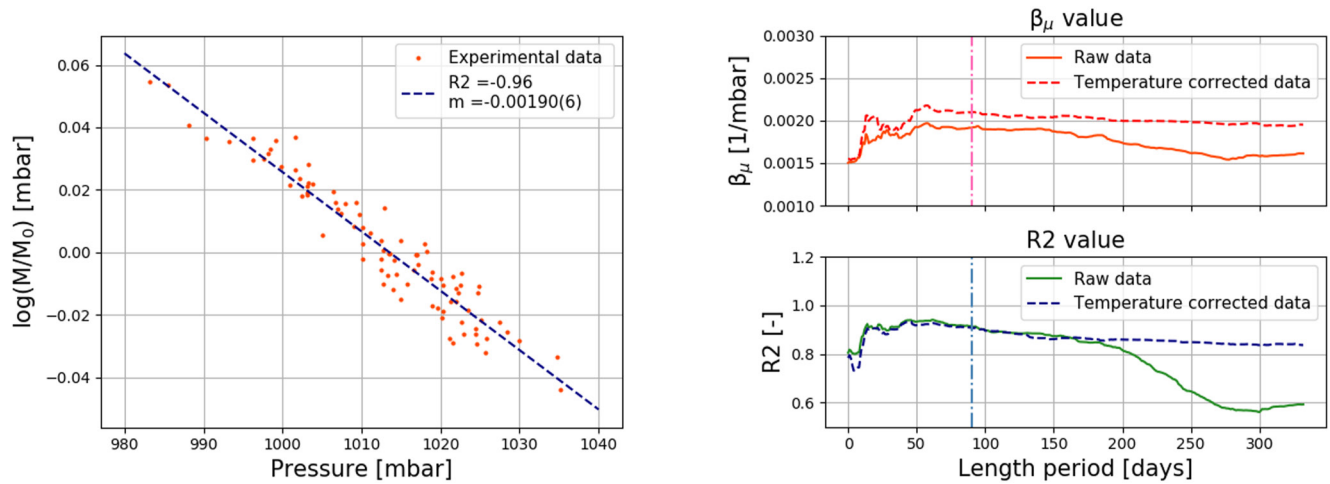 log(M/M₀) [mbar]
0.06
0.04
0.02
0.00
−0.02
−0.04
Experimental data
R2 =-0.96
m =-0.00190(6)
980 990 1000 1010 1020 1030 1040
Pressure [mbar]
βμ value
βμ [1/mbar]
0.0030
0.0025
0.0020
0.0015
0.0010
Raw data
Temperature corrected data
R2 value
R2 [-]
1.2
1.0
0.8
0.6
Raw data
Temperature corrected data
0 50 100 150 200 250 300
Length period [days]